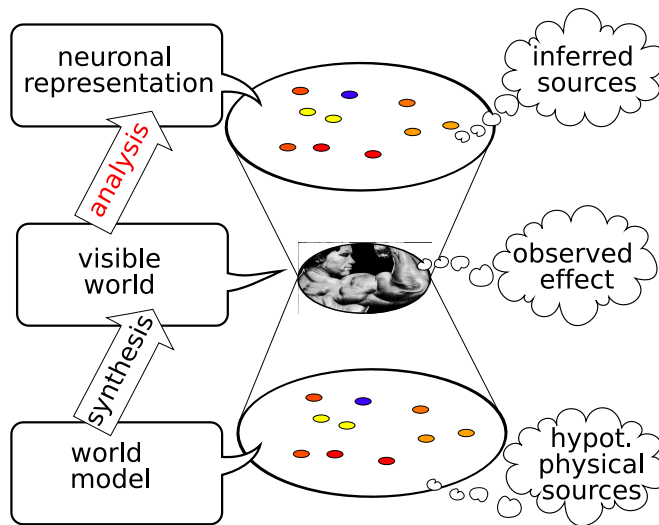 neuronal
representation
inferred
sources
analysis
visible
world
observed
effect
synthesis
world
model
hypot.
physical
sources